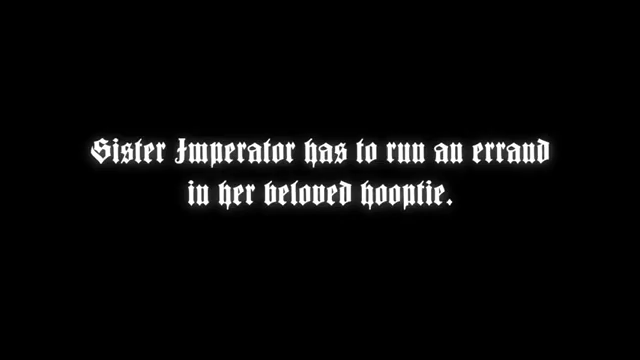 Sister Imperator has to run an errand
in her beloved hooptie.